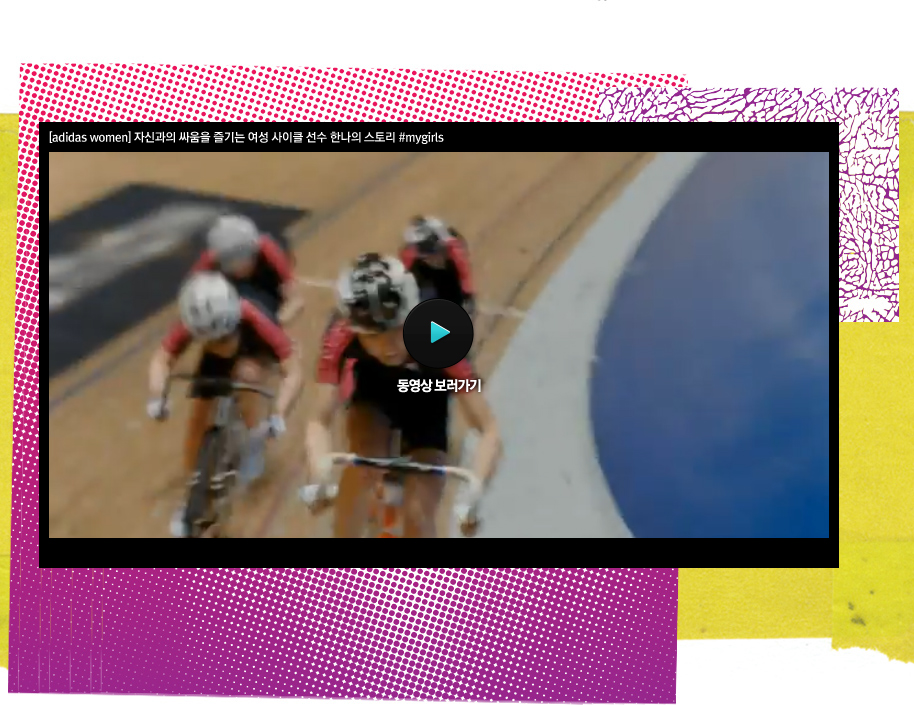 [adidas women] 자신과의 싸움을 즐기는 여성 사이클 선수 한나의 스토리 #mygirls
동영상 보러가기